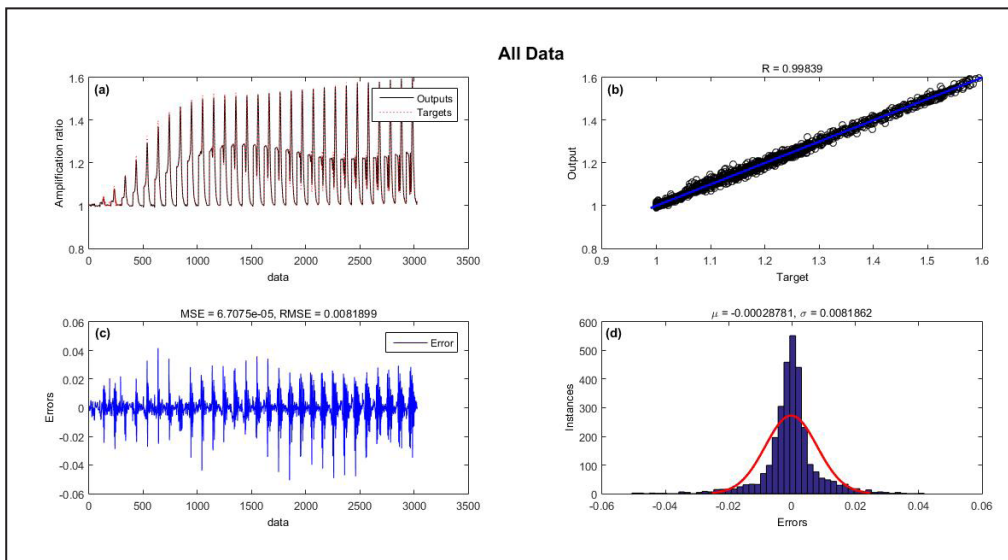 All Data
(a)
Outputs
Targets
Amplification ratio
1.6
1.4
1.2
1
0.8
0 500 1000 1500 2000 2500 3000 3500
data
R = 0.99839
(b)
Output
1.6
1.4
1.2
1
0.8
0.9 1 1.1 1.2 1.3 1.4 1.5 1.6
Target
MSE = 6.7075e-05, RMSE = 0.0081899
(c)
Error
Errors
0.06
0.04
0.02
0
-0.02
-0.04
-0.06
0 500 1000 1500 2000 2500 3000 3500
data
μ = -0.00028781, σ = 0.0081862
(d)
Instances
600
500
400
300
200
100
0
-0.06 -0.04 -0.02 0 0.02 0.04 0.06
Errors